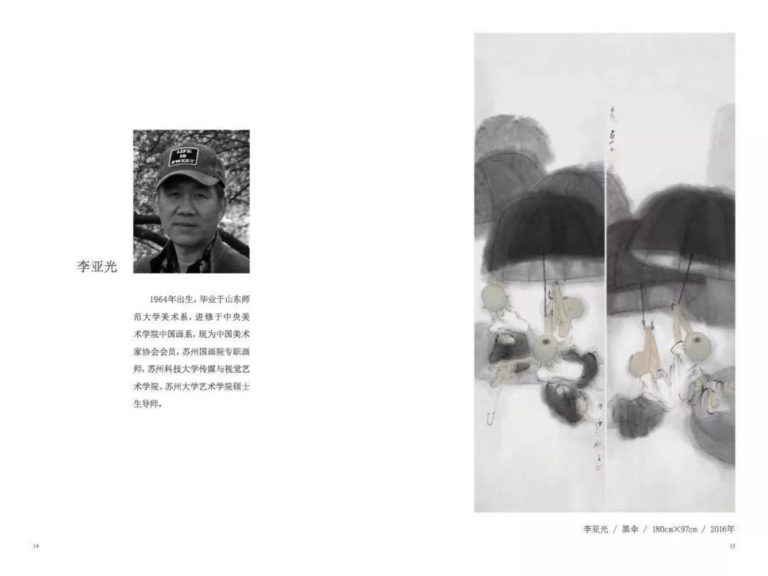 LIFE
IS
SWEET
李亚光
1964年出生，毕业于山东师
范大学美术系，进修于中央美
术学院中国画系，现为中国美术
家协会会员，苏州国画院专职画
师，苏州科技大学传媒与视觉艺
术学院、苏州大学艺术学院硕士
生导师。
李亚光 / 黑伞 / 180cm×97cm / 2016年
14
15